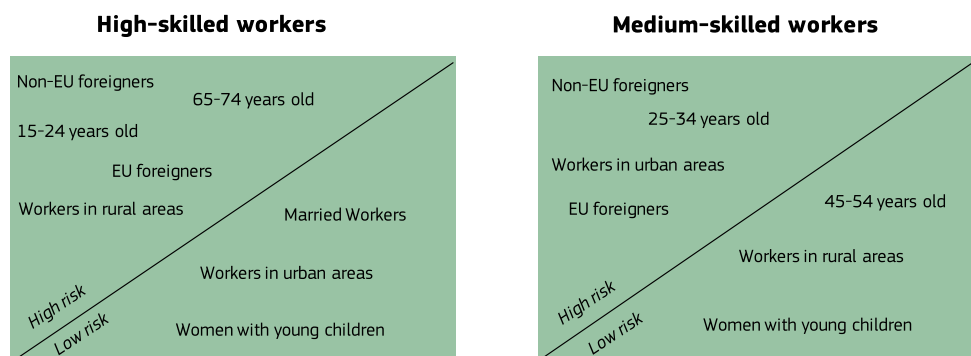 High-skilled workers
Non-EU foreigners
65-74 years old
15-24 years old
EU foreigners
Workers in rural areas
Married Workers
Workers in urban areas
High risk
Low risk
Women with young children
Medium-skilled workers
Non-EU foreigners
25-34 years old
Workers in urban areas
EU foreigners
45-54 years old
Workers in rural areas
High risk
Low risk
Women with young children